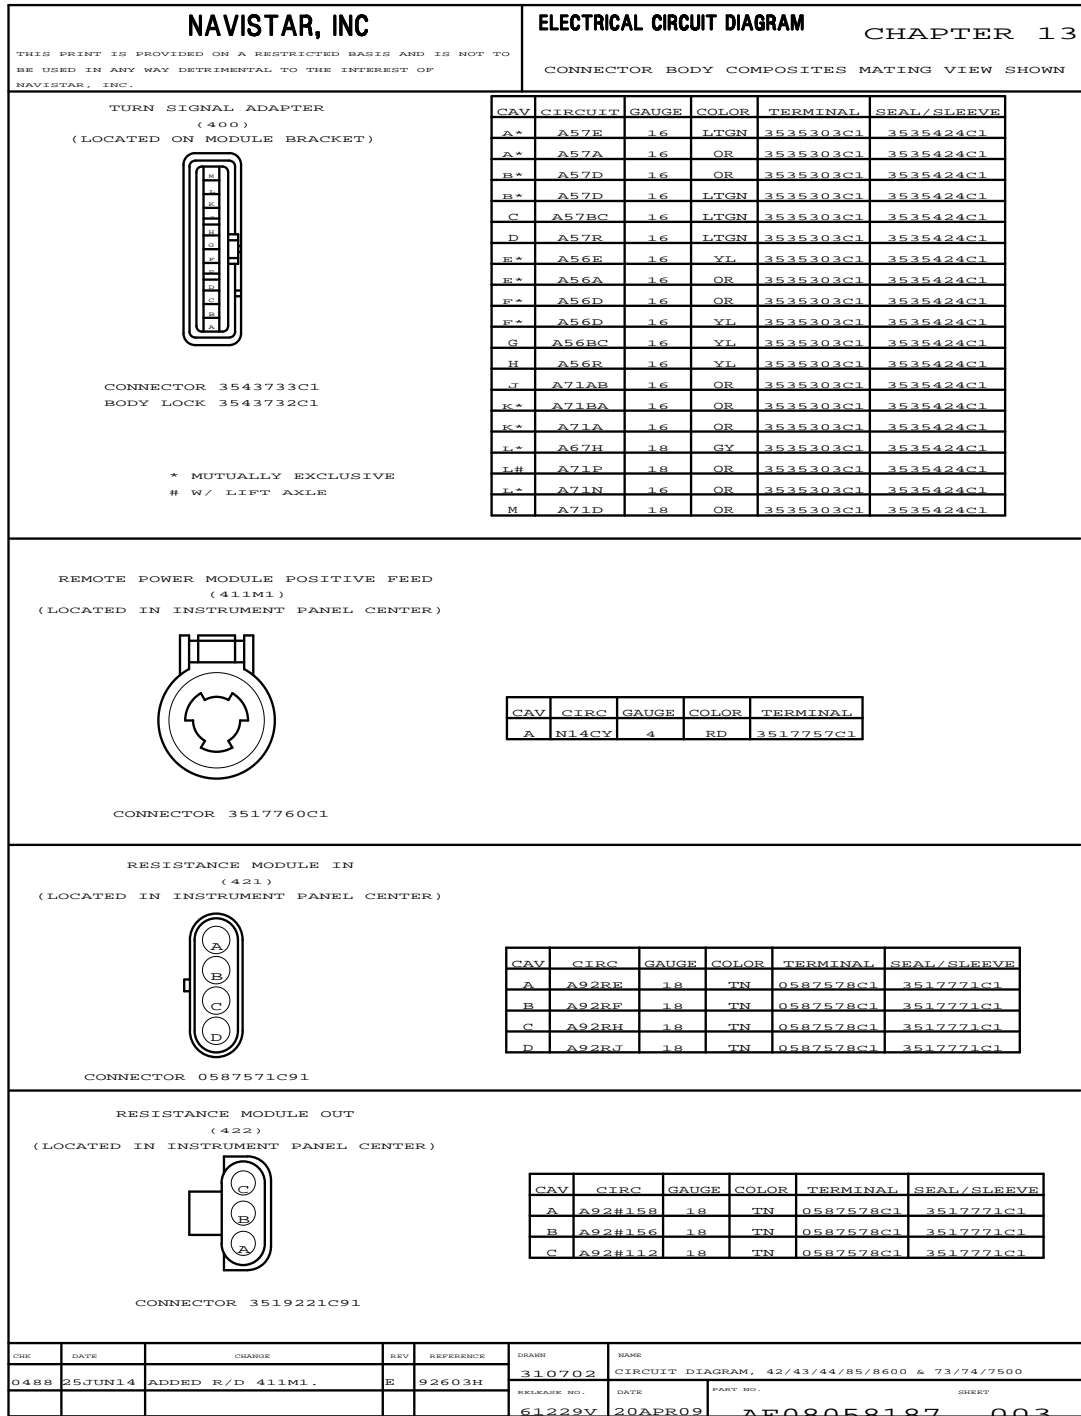 NAVISTAR, INC
THIS PRINT IS PROVIDED ON A RESTRICTED BASIS AND IS NOT TO
BE USED IN ANY WAY DETRIMENTAL TO THE INTEREST OF
NAVISTAR, INC.
ELECTRICAL CIRCUIT DIAGRAM
CHAPTER 13
CONNECTOR BODY COMPOSITES MATING VIEW SHOWN
TURN SIGNAL ADAPTER
(400)
(LOCATED ON MODULE BRACKET)
M
L
K
J
H
G
F
E
D
C
B
A
CONNECTOR 3543733C1
BODY LOCK 3543732C1
* MUTUALLY EXCLUSIVE
# W/ LIFT AXLE
CAV CIRCUIT GAUGE COLOR TERMINAL SEAL/SLEEVE
A* A57E 16 LTGN 3535303C1 3535424C1
A* A57A 16 OR 3535303C1 3535424C1
B* A57D 16 OR 3535303C1 3535424C1
B* A57D 16 LTGN 3535303C1 3535424C1
C A57BC 16 LTGN 3535303C1 3535424C1
D A57R 16 LTGN 3535303C1 3535424C1
E* A56E 16 YL 3535303C1 3535424C1
E* A56A 16 OR 3535303C1 3535424C1
F* A56D 16 OR 3535303C1 3535424C1
F* A56D 16 YL 3535303C1 3535424C1
G A56BC 16 YL 3535303C1 3535424C1
H A56R 16 YL 3535303C1 3535424C1
J A71AB 16 OR 3535303C1 3535424C1
K* A71BA 16 OR 3535303C1 3535424C1
K* A71A 16 OR 3535303C1 3535424C1
L* A67H 18 GY 3535303C1 3535424C1
L# A71P 18 OR 3535303C1 3535424C1
L* A71N 16 OR 3535303C1 3535424C1
M A71D 18 OR 3535303C1 3535424C1
REMOTE POWER MODULE POSITIVE FEED
(411M1)
(LOCATED IN INSTRUMENT PANEL CENTER)
CONNECTOR 3517760C1
CAV CIRC GAUGE COLOR TERMINAL
A N14CY 4 RD 3517757C1
RESISTANCE MODULE IN
(421)
(LOCATED IN INSTRUMENT PANEL CENTER)
A
B
C
D
CONNECTOR 0587571C91
CAV CIRC GAUGE COLOR TERMINAL SEAL/SLEEVE
A A92RE 18 TN 0587578C1 3517771C1
B A92RF 18 TN 0587578C1 3517771C1
C A92RH 18 TN 0587578C1 3517771C1
D A92RJ 18 TN 0587578C1 3517771C1
RESISTANCE MODULE OUT
(422)
(LOCATED IN INSTRUMENT PANEL CENTER)
C
B
A
CONNECTOR 3519221C91
CAV CIRC GAUGE COLOR TERMINAL SEAL/SLEEVE
A A92#158 18 TN 0587578C1 3517771C1
B A92#156 18 TN 0587578C1 3517771C1
C A92#112 18 TN 0587578C1 3517771C1
CHK DATE CHANGE REV REFERENCE
0488 25JUN14 ADDED R/D 411M1. E 92603H
DRAWN
310702
NAME
CIRCUIT DIAGRAM, 42/43/44/85/8600 & 73/74/7500
RELEASE NO.
61229V
DATE
20APR09
PART NO. SHEET
AF08058187 003